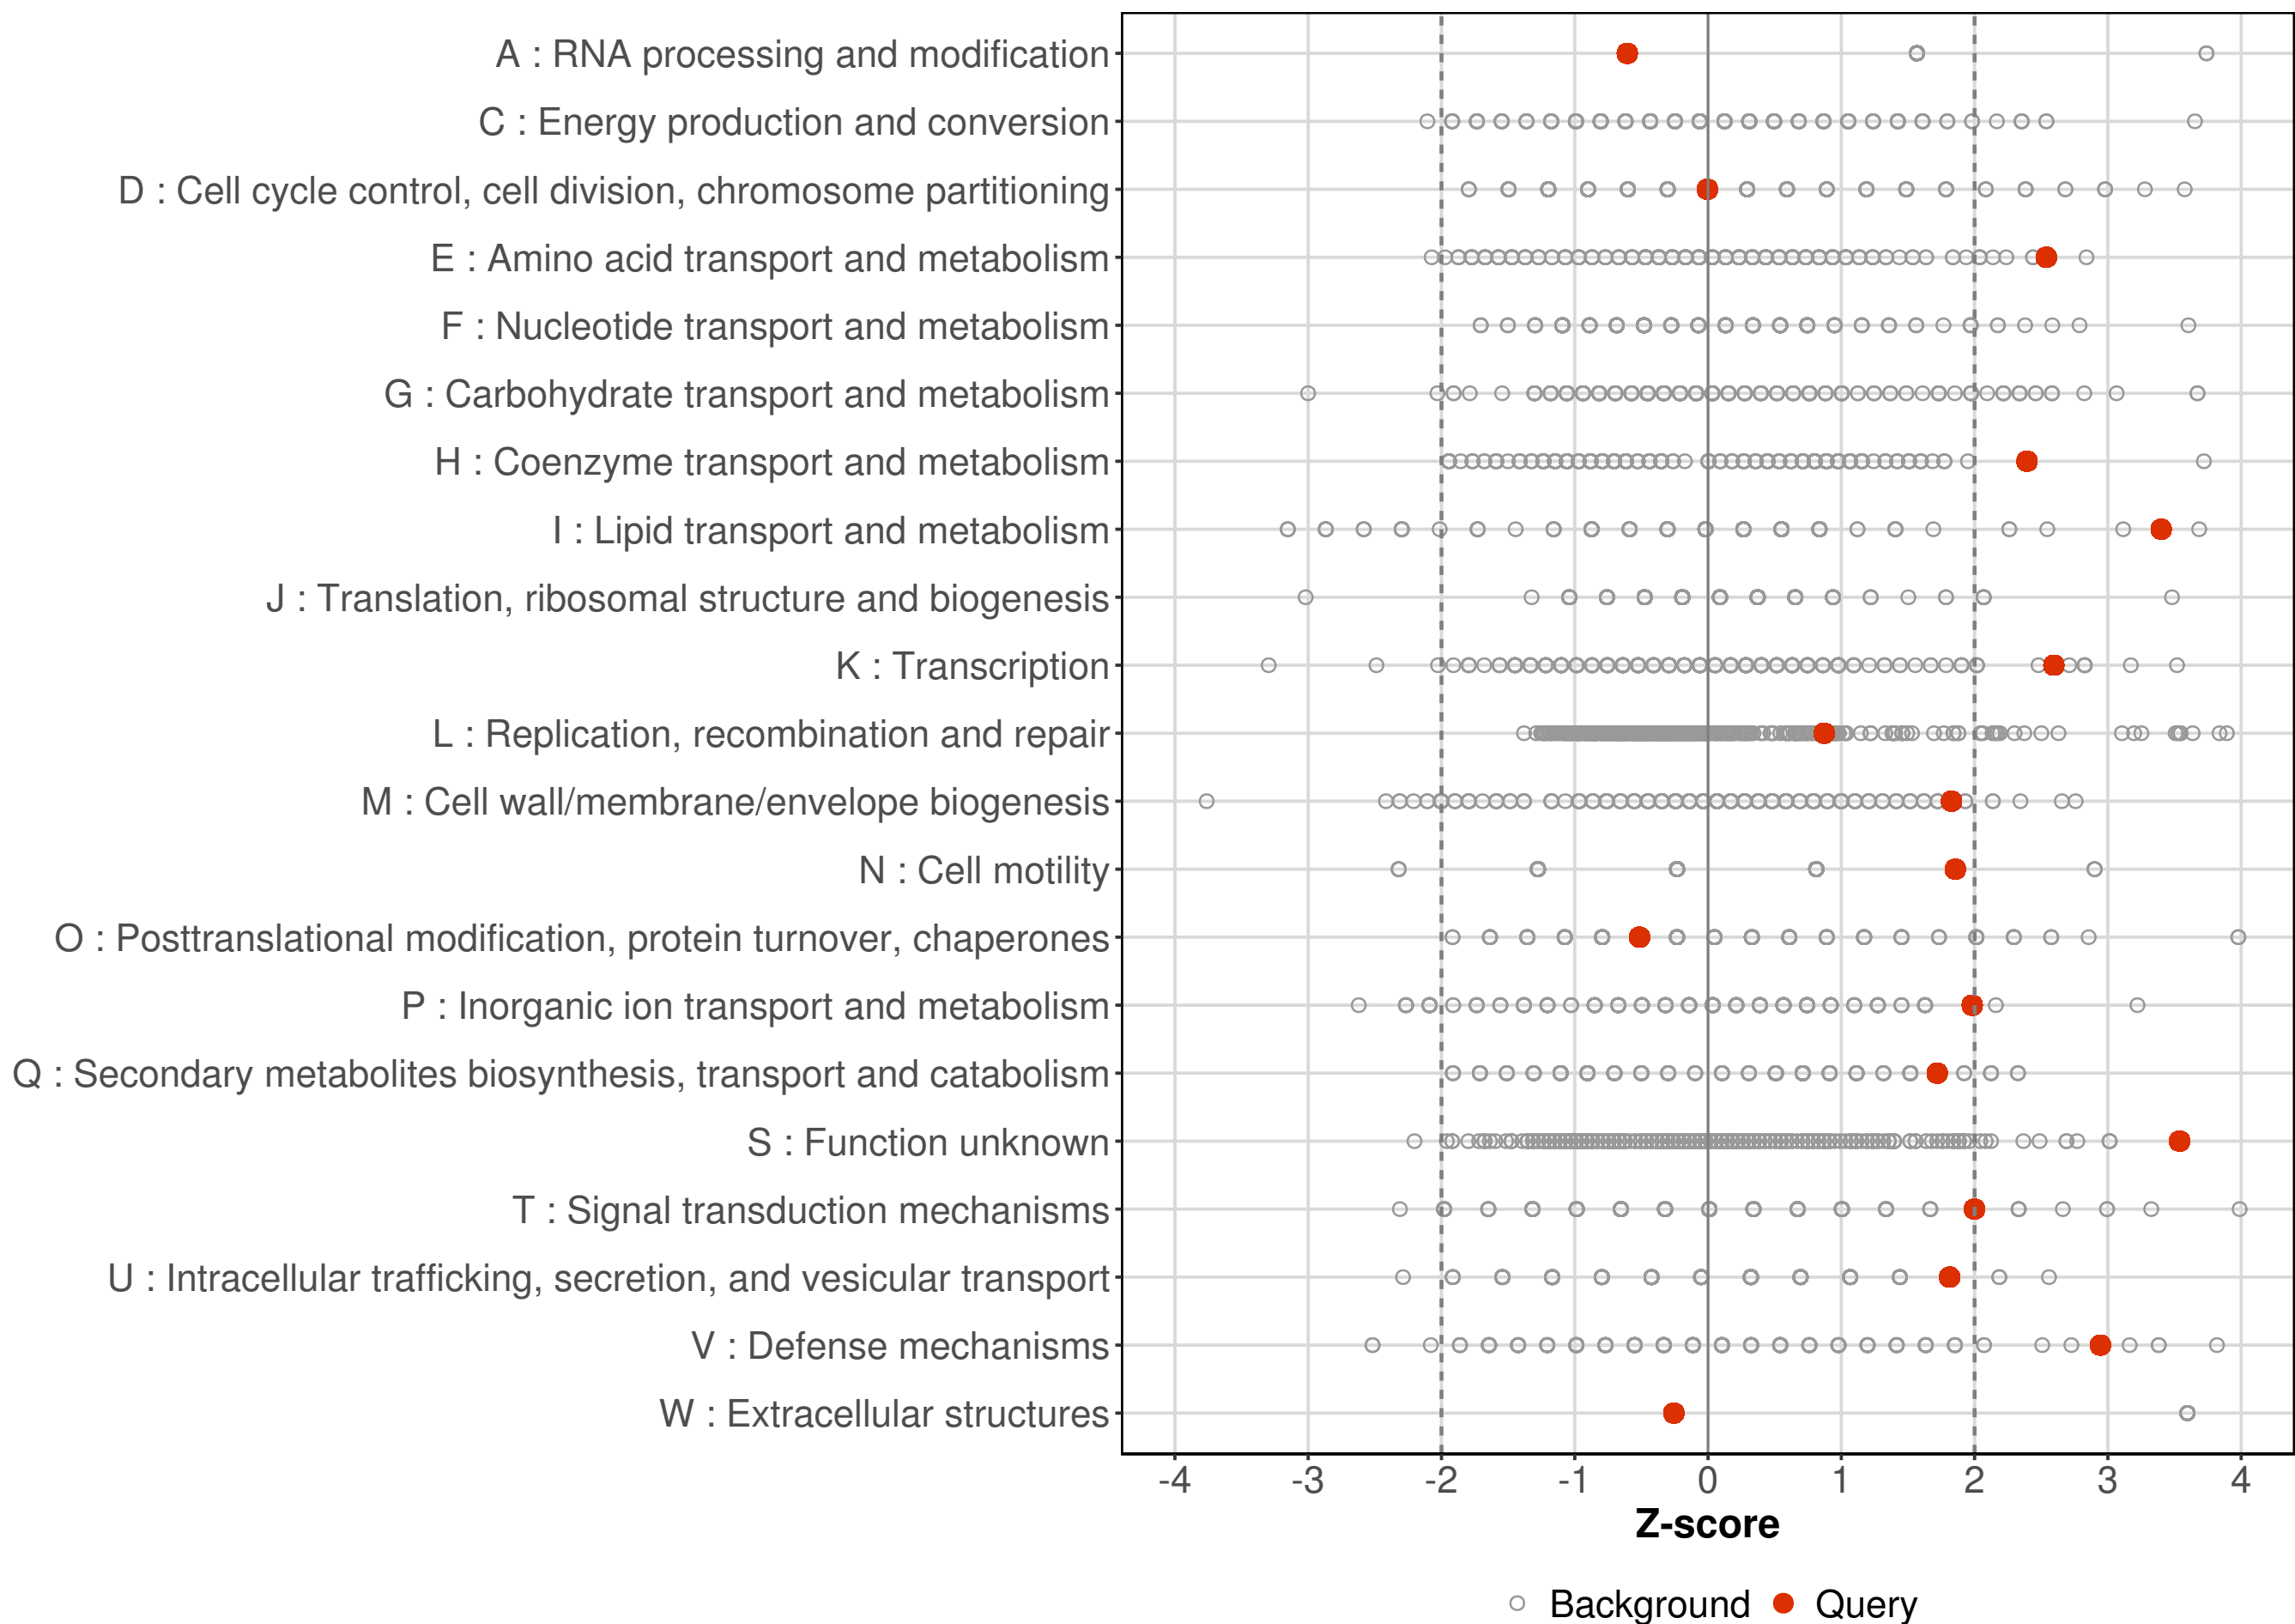 A : RNA processing and modification
C : Energy production and conversion
D : Cell cycle control, cell division, chromosome partitioning
E : Amino acid transport and metabolism
F : Nucleotide transport and metabolism
G : Carbohydrate transport and metabolism
H : Coenzyme transport and metabolism
I : Lipid transport and metabolism
J : Translation, ribosomal structure and biogenesis
K : Transcription
L : Replication, recombination and repair
M : Cell wall/membrane/envelope biogenesis
N : Cell motility
O : Posttranslational modification, protein turnover, chaperones
P : Inorganic ion transport and metabolism
Q : Secondary metabolites biosynthesis, transport and catabolism
S : Function unknown
T : Signal transduction mechanisms
U : Intracellular trafficking, secretion, and vesicular transport
V : Defense mechanisms
W : Extracellular structures
-4 -3 -2 -1 0 1 2 3 4
Z-score
Background Query